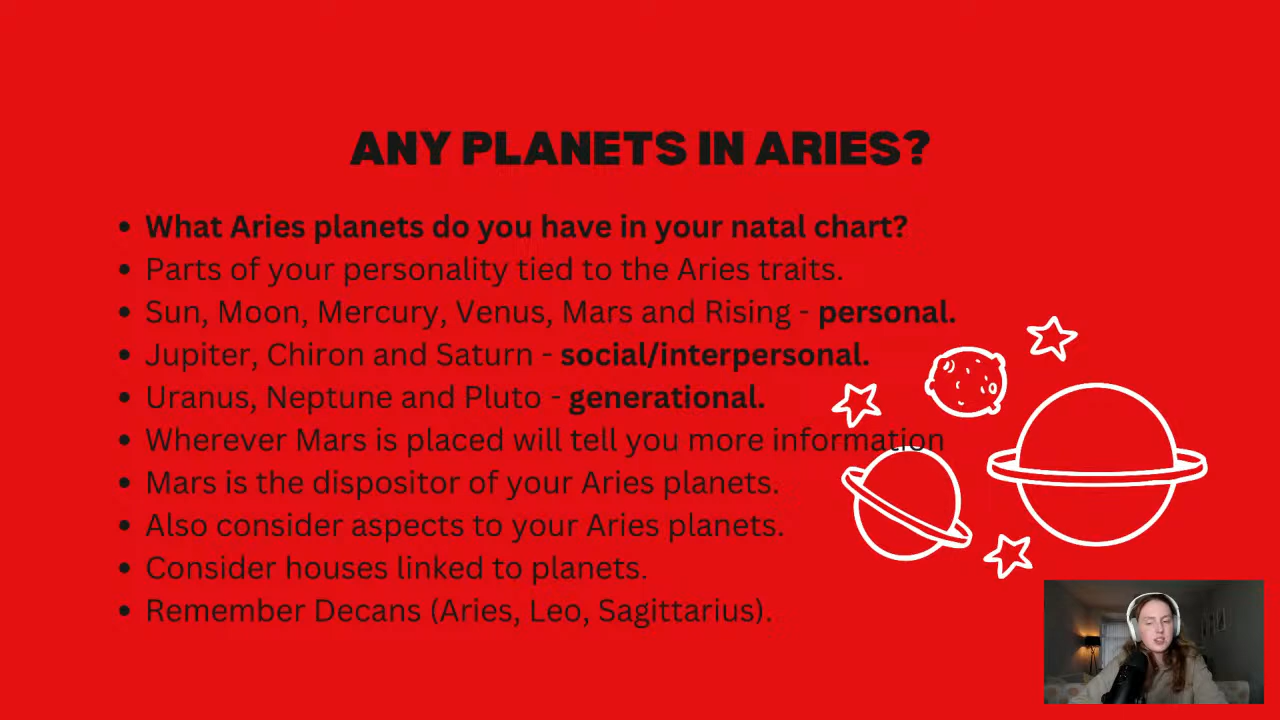 ANY PLANETS IN ARIES?
• What Aries planets do you have in your natal chart?
• Parts of your personality tied to the Aries traits.
• Sun, Moon, Mercury, Venus, Mars and Rising - personal.
• Jupiter, Chiron and Saturn - social/interpersonal.
• Uranus, Neptune and Pluto - generational.
• Wherever Mars is placed will tell you more information
• Mars is the dispositor of your Aries planets.
• Also consider aspects to your Aries planets.
• Consider houses linked to planets.
• Remember Decans (Aries, Leo, Sagittarius).